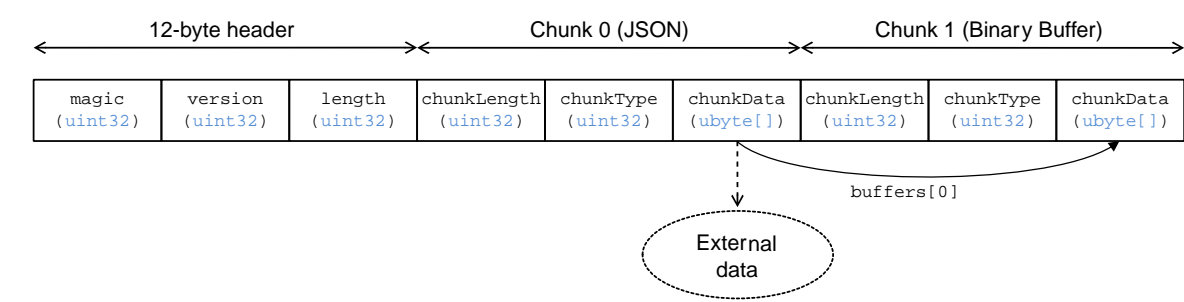 12-byte header
Chunk 0 (JSON)
Chunk 1 (Binary Buffer)
magic
(uint32)
version
(uint32)
length
(uint32)
chunkLength
(uint32)
chunkType
(uint32)
chunkData
(ubyte[])
chunkLength
(uint32)
chunkType
(uint32)
chunkData
(ubyte[])
buffers[0]
External
data